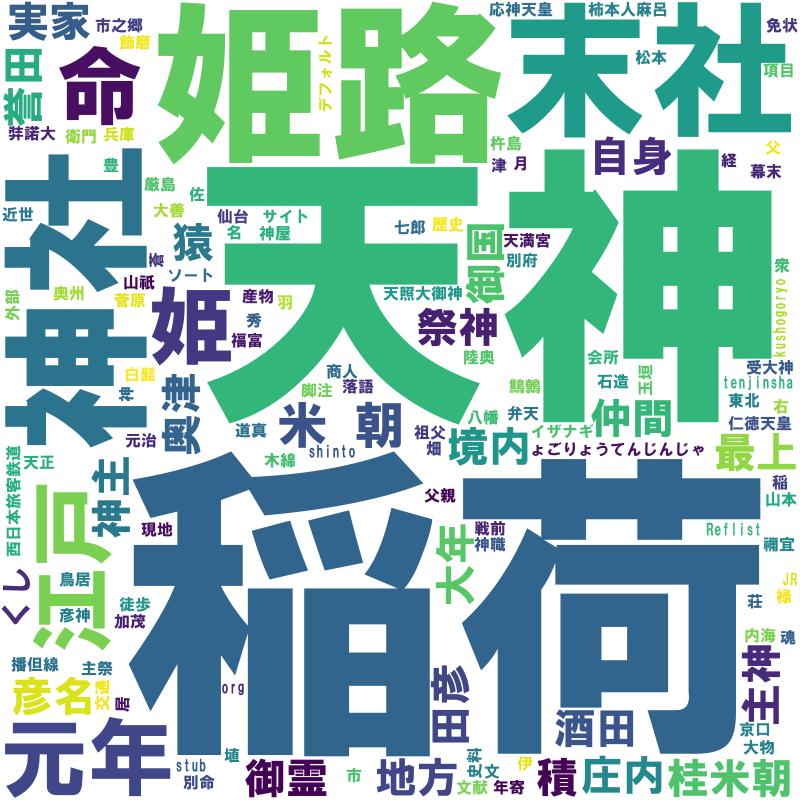 実家
市之郷
飾磨
誉田
命
葬諾大
衛門
兵庫
姫路
デフォルト
応神天皇
柿本人麻呂
免状
末社
松本
項目
父
杵島
津
月
自身
経
幕末
神社
豊
厳島
佐
近世
大善
仙台
サイト
名
神屋
七郎
歴史
猿
ソート
山祇
天神
御国
天満宮
別府
衆
外部
奥州
菅原
姫
産物
羽
秀
福富
天照大御神
祭神
陸奥
会所
石造
玉垣
kushogoryo
受大神
tenjinsha
東北
右
白髭
神
奥津
商人
脚注
落語
米朝
八幡
弁天
仲間
仁徳天皇
元治
道真
shinto
祖父
畑
境内
イザナギ
ょごりょうてんじんじゃ
最上
西日本旅客鉄道
天正
神主
木綿
父親
稲荷
稲
山本
江戸
現地
戦前
神職
Reflist
禰宜
くし
鳥居
彦神
徒歩
加茂
大年
JR
禄
荘
播但線
主祭
内海
魂
彦名
交通
居
org
田彦
主神
酒田
京口
大物
元年
stub
別命
埴
御霊
市
地方
史料
文
文献
年寄
伊
積
庄内
桂米朝